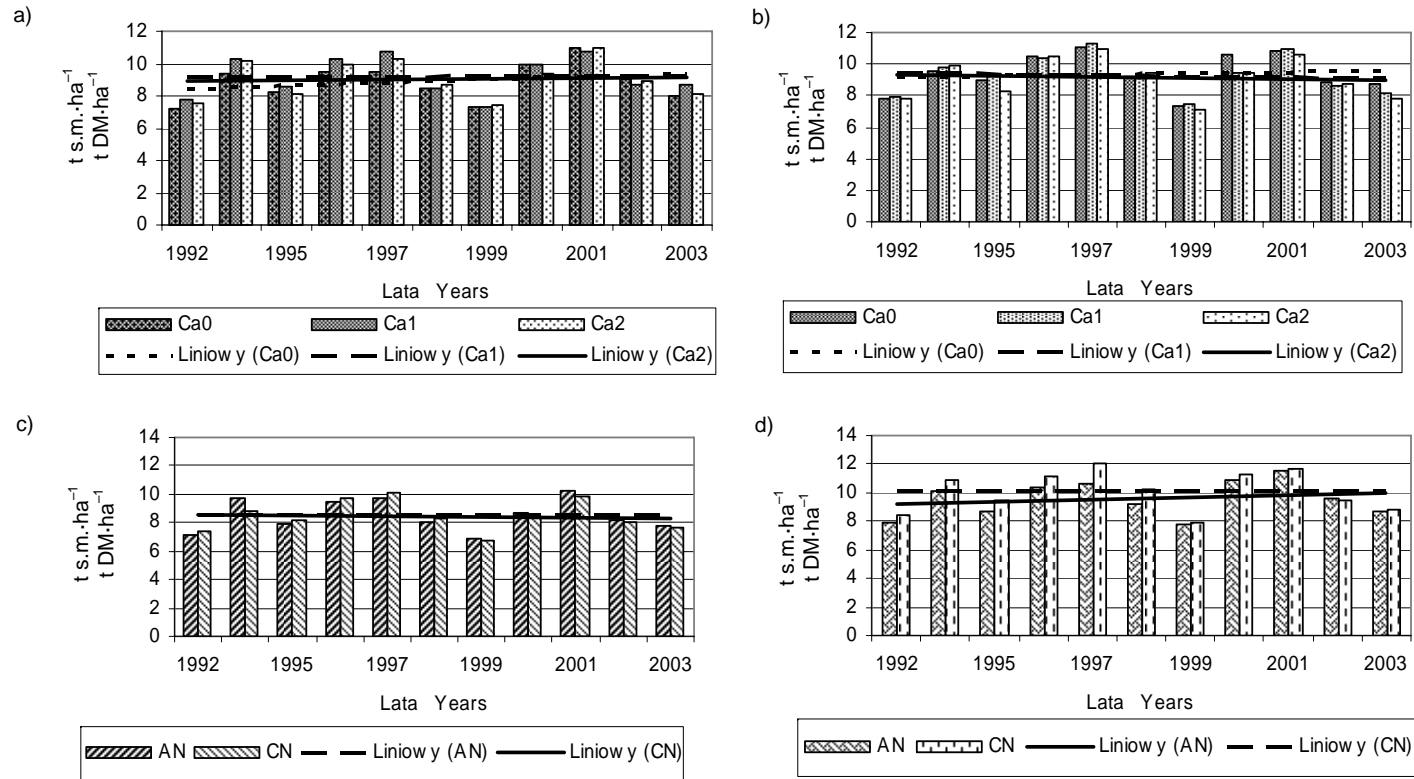 a)
t s.m.·ha⁻¹
t DM·ha⁻¹
12
10
8
6
4
2
0
1992 1995 1997 1999 2001 2003
Lata Years
Ca0 Ca1 Ca2
Liniow y (Ca0) Liniow y (Ca1) Liniow y (Ca2)
b)
t s.m.·ha⁻¹
t DM·ha⁻¹
12
10
8
6
4
2
0
1992 1995 1997 1999 2001 2003
Lata Years
Ca0 Ca1 Ca2
Liniow y (Ca0) Liniow y (Ca1) Liniow y (Ca2)
c)
t s.m.·ha⁻¹
t DM·ha⁻¹
14
12
10
8
6
4
2
0
1992 1995 1997 1999 2001 2003
Lata Years
AN CN Liniow y (AN) Liniow y (CN)
d)
t s.m.·ha⁻¹
t DM·ha⁻¹
14
12
10
8
6
4
2
0
1992 1995 1997 1999 2001 2003
Lata Years
AN CN Liniow y (AN) Liniow y (CN)